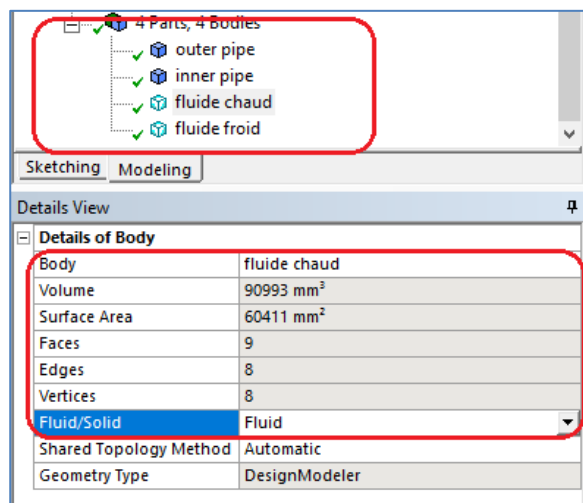 4 Parts, 4 Bodies
outer pipe
inner pipe
fluide chaud
fluide froid
Sketching Modeling
Details View
Details of Body
Body fluide chaud
Volume 90993 mm³
Surface Area 60411 mm²
Faces 9
Edges 8
Vertices 8
Fluid/Solid Fluid
Shared Topology Method Automatic
Geometry Type DesignModeler